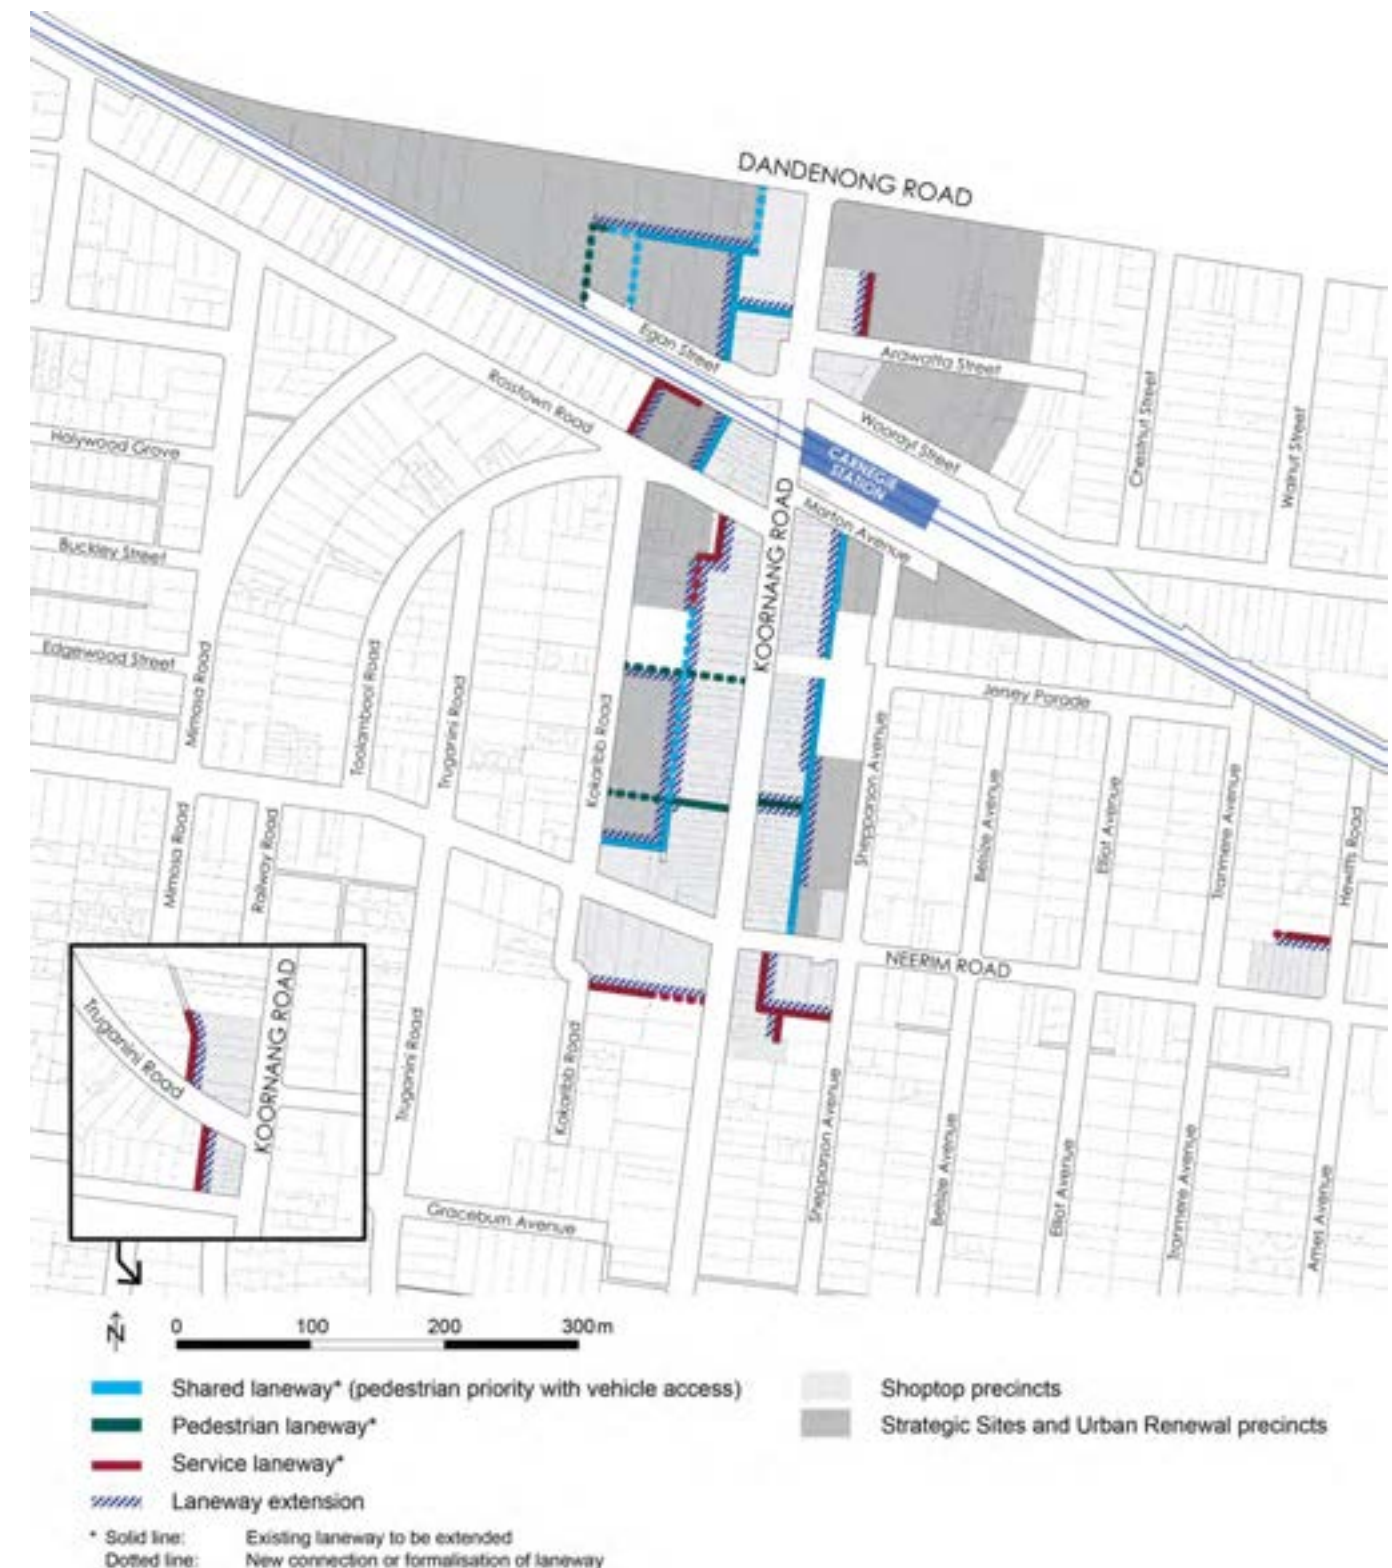 DANDENONG ROAD
Egan Street
Arawatta Street
Rosstown Road
Woorayl Street
CARNEGIE
STATION
Chestnut Street
Walnut Street
Holywood Grove
Morton Avenue
KOORNANG ROAD
Buckley Street
Edgewood Street
Mimosa Road
Toolambool Road
Truganini Road
Kokaribb Road
Jersey Parade
Shepparson Avenue
Belsize Avenue
Elliot Avenue
Tranmere Avenue
Hewitts Road
Mimosa Road
Railway Road
NEERIM ROAD
Truganini Road
KOORNANG ROAD
Truganini Road
Kokaribb Road
Shepparson Avenue
Belsize Avenue
Elliot Avenue
Tranmere Avenue
Ames Avenue
Graceburn Avenue
N
0 100 200 300m
Shared laneway* (pedestrian priority with vehicle access)
Pedestrian laneway*
Service laneway*
Laneway extension
Shoptop precincts
Strategic Sites and Urban Renewal precincts
* Solid line: Existing laneway to be extended
Dotted line: New connection or formalisation of laneway